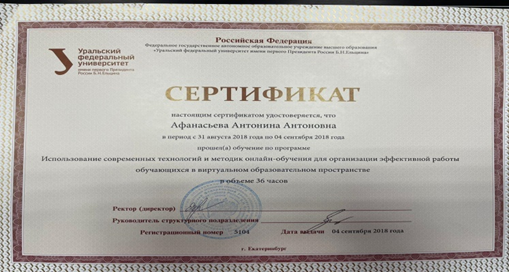 Уральский
федеральный
университет
имени первого Президента
России Б.Н.Ельцина
Российская Федерация
Федеральное государственное автономное образовательное учреждение высшего образования
«Уральский федеральный университет имени первого Президента России Б.Н.Ельцина»
СЕРТИФИКАТ
настоящим сертификатом удостоверяется, что
Афанасьева Антонина Антоновна
в период с 31 августа 2018 года по 04 сентября 2018 года
прошел(а) обучение по программе
Использование современных технологий и методик онлайн-обучения для организации эффективной работы
обучающихся в виртуальном образовательном пространстве
в объеме 36 часов
Ректор (директор)
Руководитель структурного подразделения
Регистрационный номер 5104 Дата выдачи 04 сентября 2018 года
г. Екатеринбург